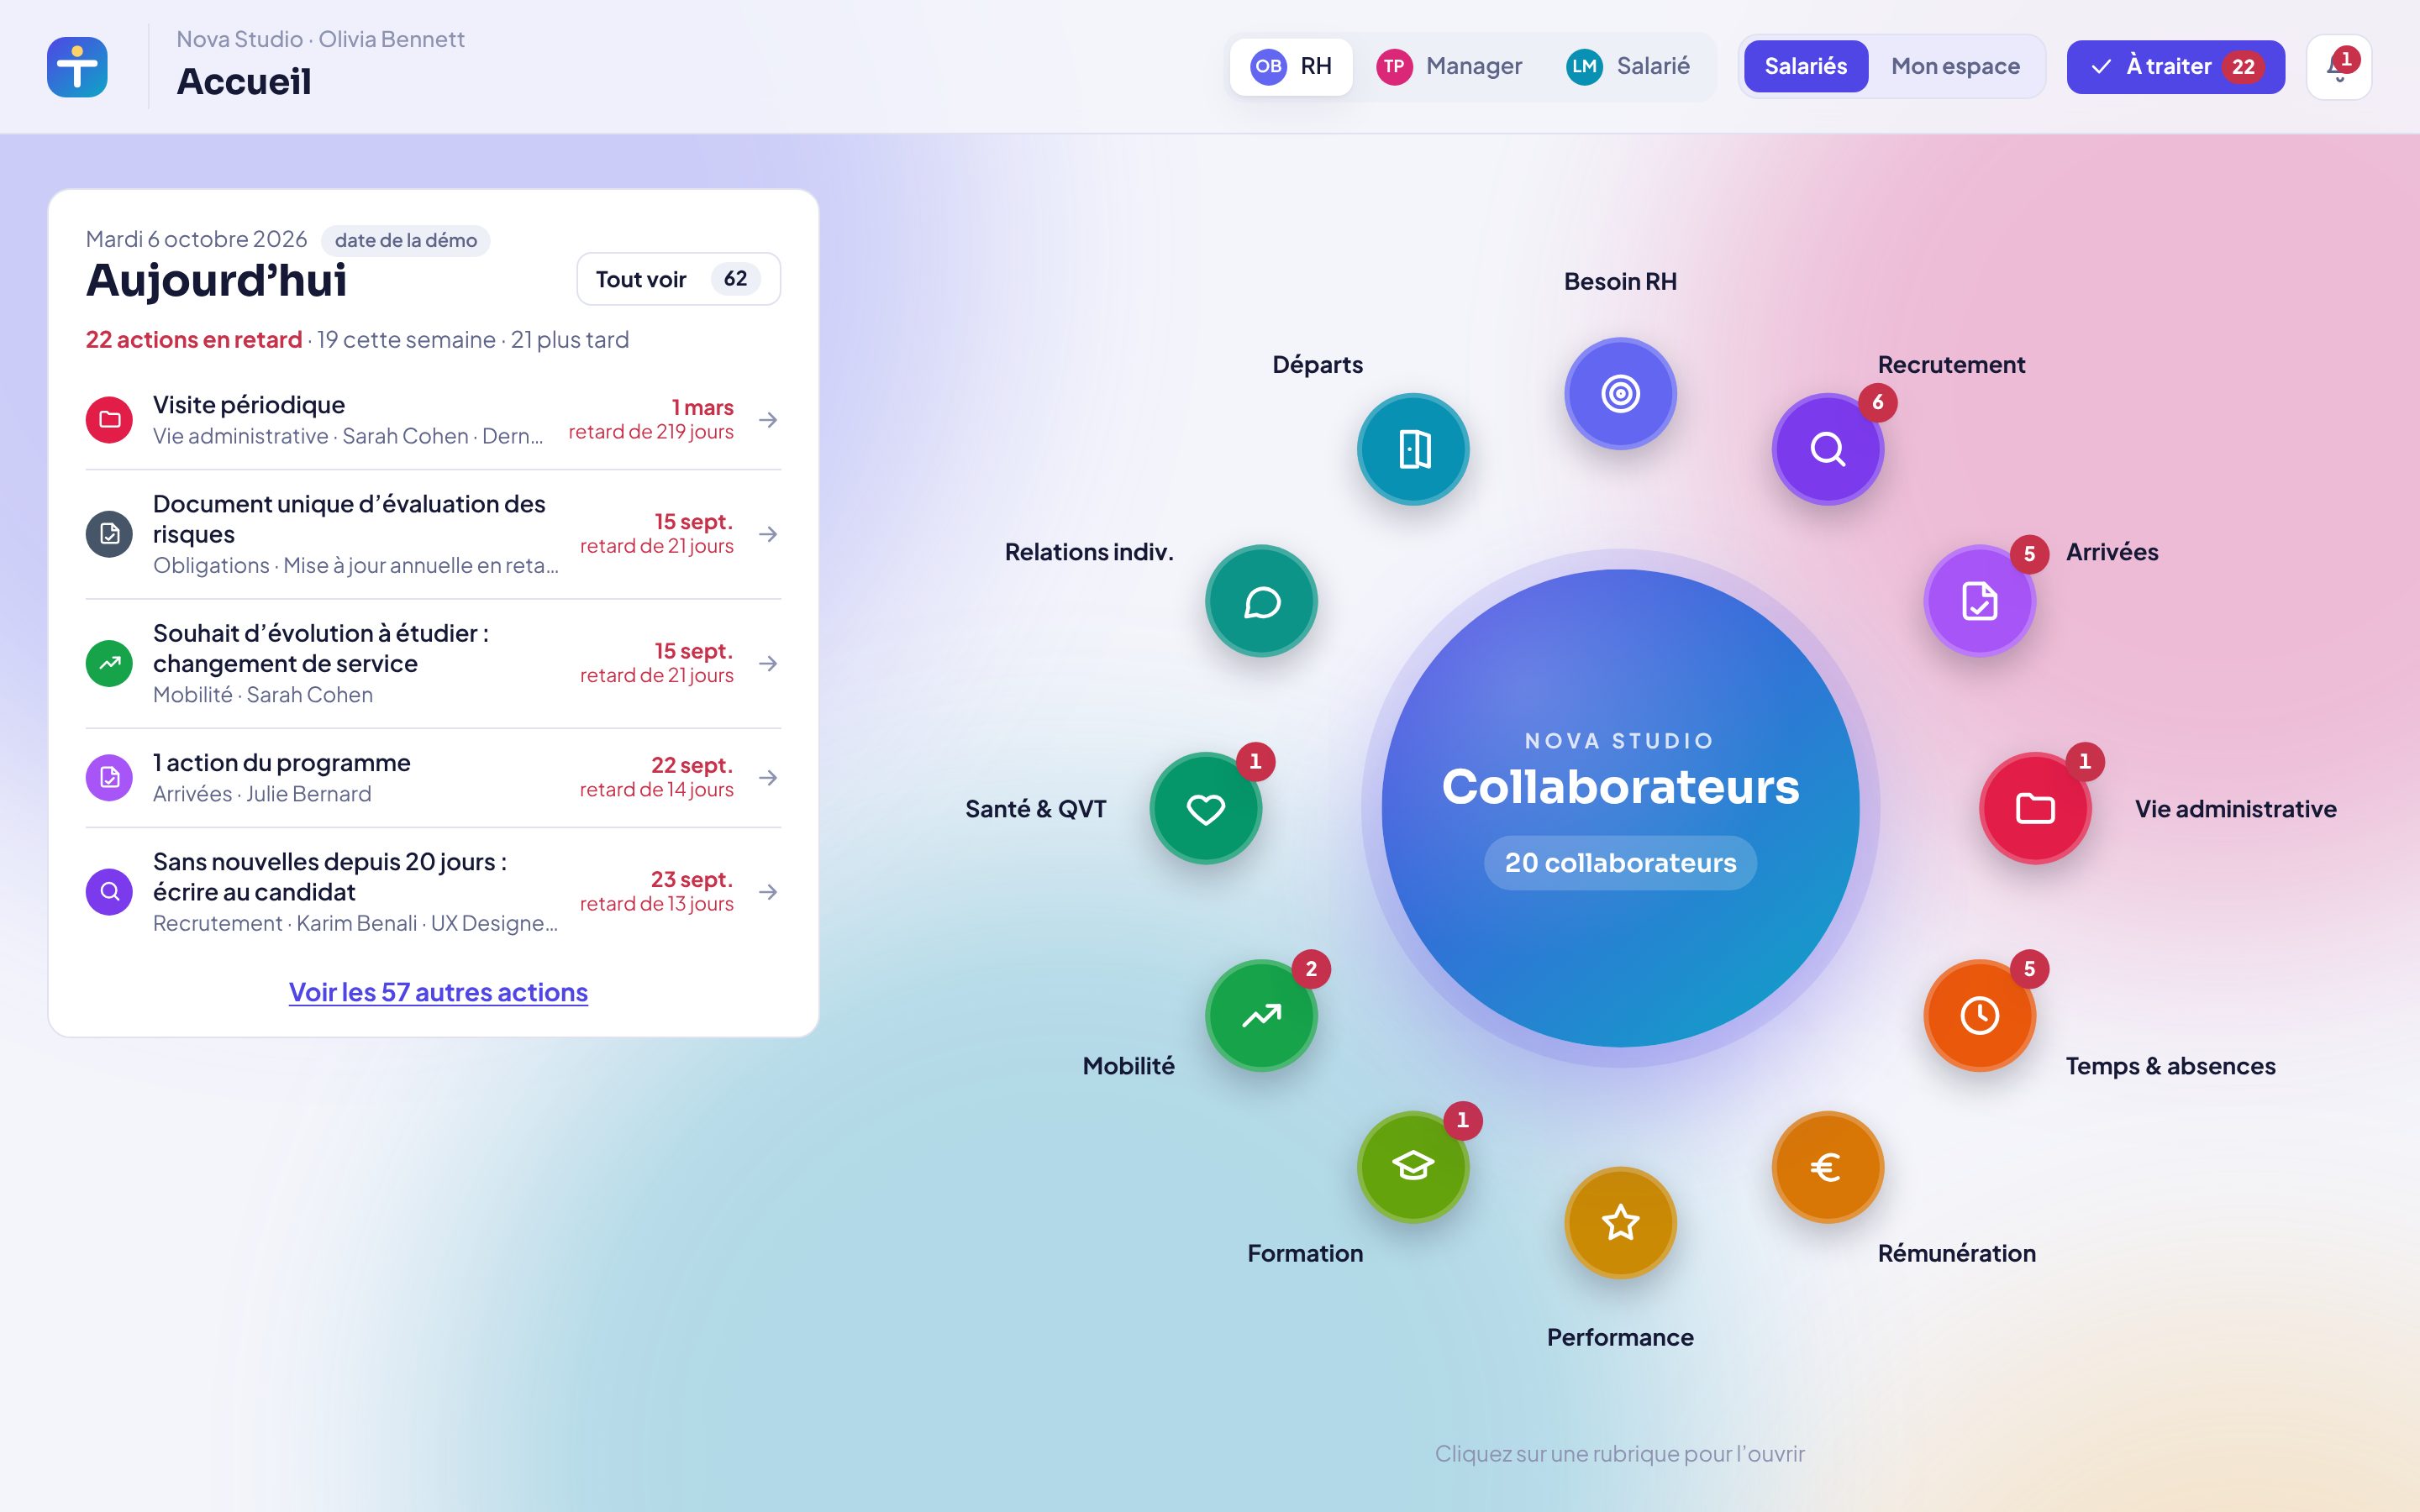 Nova Studio · Olivia Bennett
Accueil
OB RH
TP Manager
LM Salarié
Salariés
Mon espace
À traiter 22
1
Mardi 6 octobre 2026 date de la démo
Aujourd’hui
Tout voir 62
22 actions en retard · 19 cette semaine · 21 plus tard
Visite périodique
Vie administrative · Sarah Cohen · Dern…
1 mars
retard de 219 jours
Document unique d’évaluation des
risques
Obligations · Mise à jour annuelle en reta…
15 sept.
retard de 21 jours
Souhait d’évolution à étudier :
changement de service
Mobilité · Sarah Cohen
15 sept.
retard de 21 jours
1 action du programme
Arrivées · Julie Bernard
22 sept.
retard de 14 jours
Sans nouvelles depuis 20 jours :
écrire au candidat
Recrutement · Karim Benali · UX Designe…
23 sept.
retard de 13 jours
Voir les 57 autres actions
Besoin RH
Recrutement
6
Arrivées
5
Vie administrative
1
Temps & absences
5
Rémunération
€
Performance
Formation
1
Mobilité
2
Santé & QVT
1
Relations indiv.
Départs
NOVA STUDIO
Collaborateurs
20 collaborateurs
Cliquez sur une rubrique pour l’ouvrir